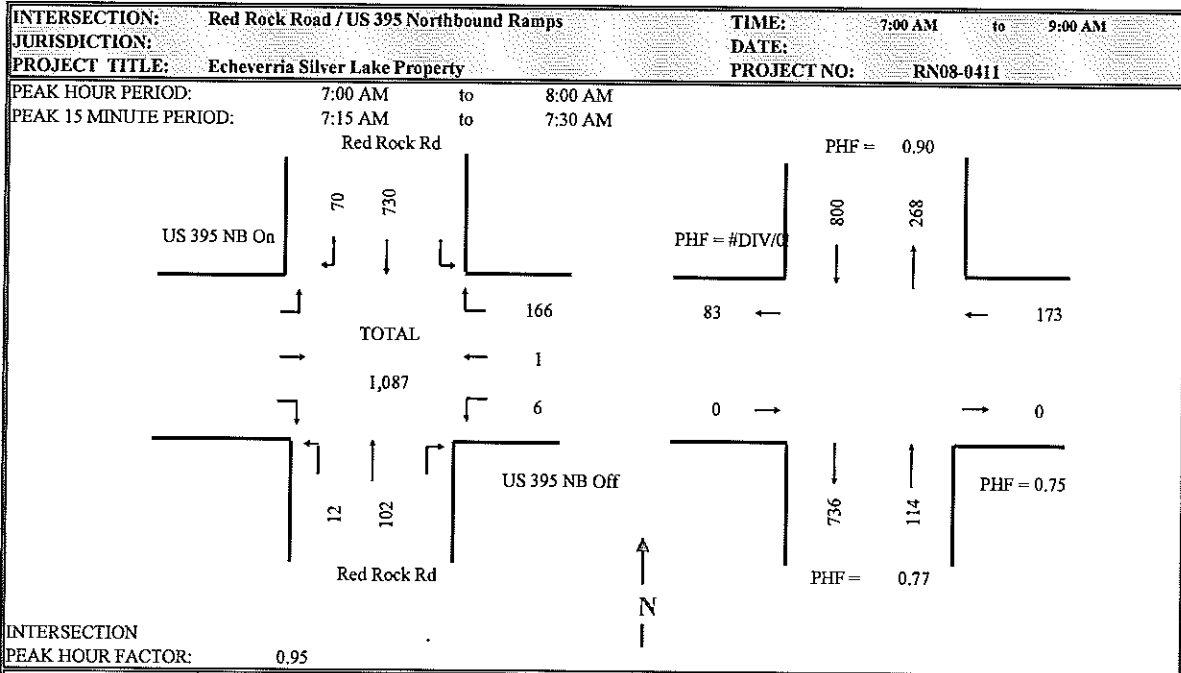 INTERSECTION: Red Rock Road / US 395 Northbound Ramps TIME: 7:00 AM to 9:00 AM
JURISDICTION: DATE:
PROJECT TITLE: Echeverria Silver Lake Property PROJECT NO: RN08-0411
PEAK HOUR PERIOD: 7:00 AM to 8:00 AM
PEAK 15 MINUTE PERIOD: 7:15 AM to 7:30 AM
Red Rock Rd PHF = 0.90
70 730 800 268
US 395 NB On PHF = #DIV/0!
166 83 173
TOTAL
1
1,087
6 0 0
US 395 NB Off PHF = 0.75
12 102 736 114
Red Rock Rd PHF = 0.77
N
INTERSECTION
PEAK HOUR FACTOR: 0.95